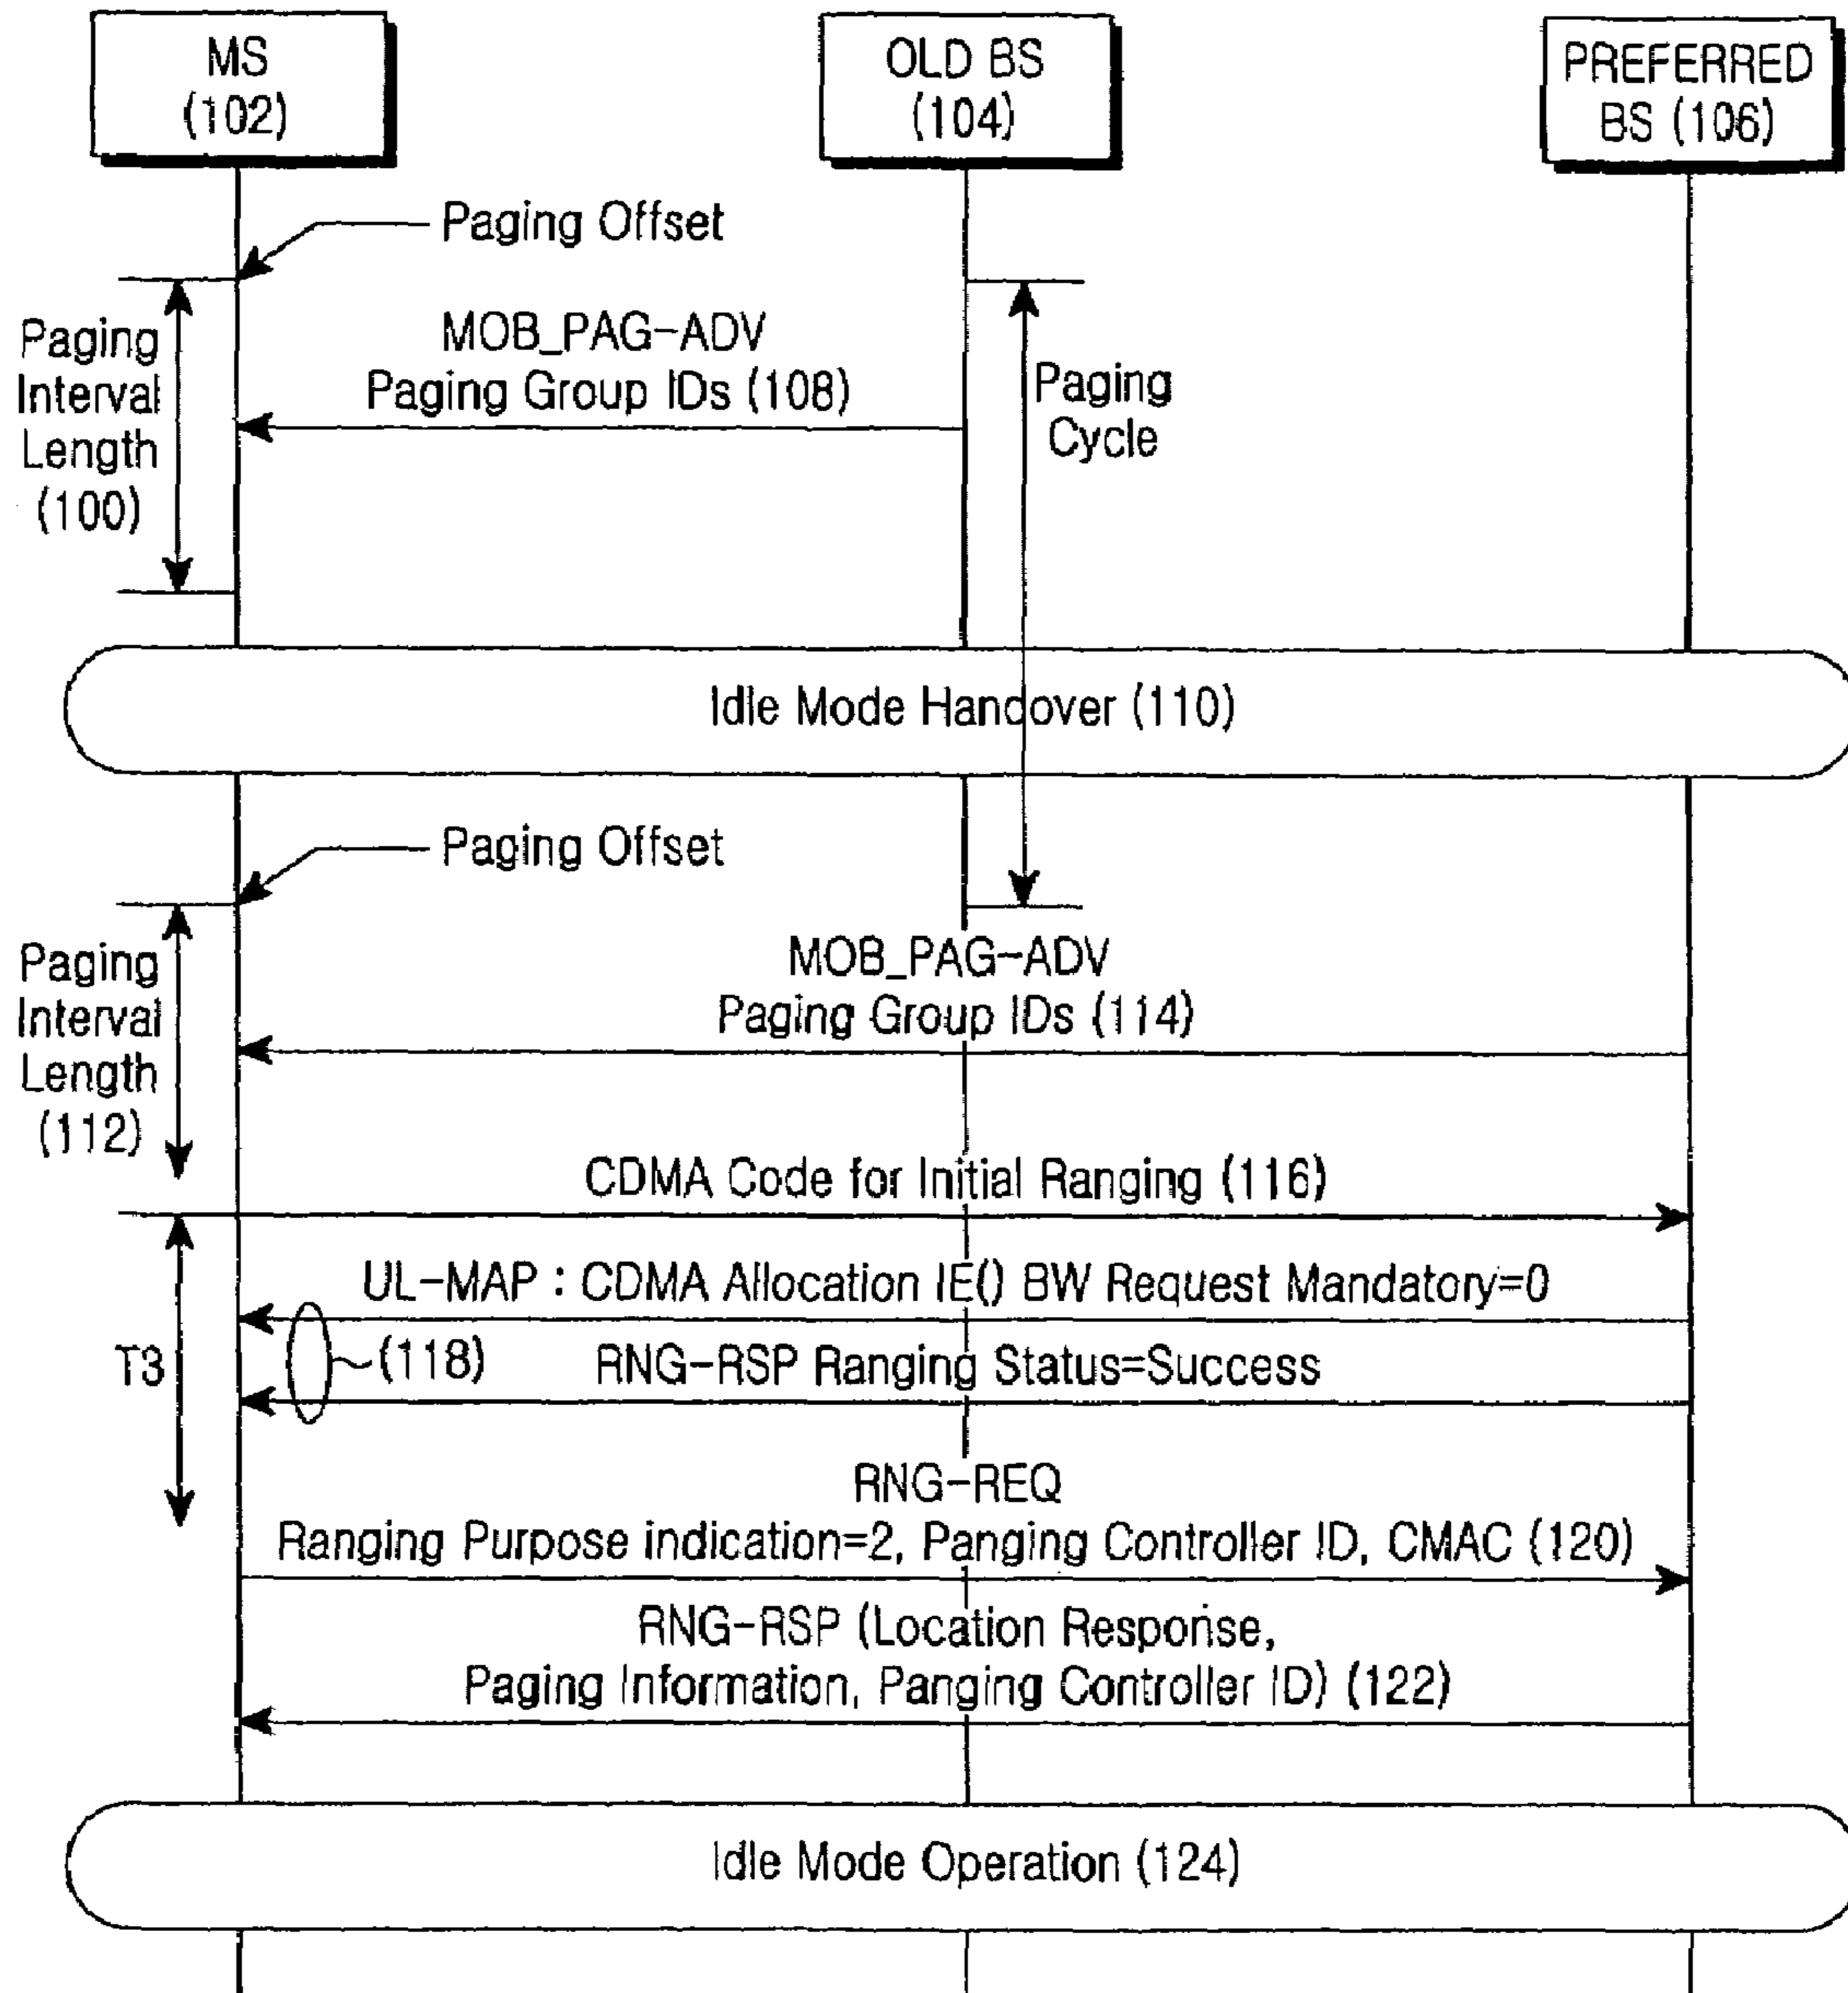 MS
(102)
OLD BS
(104)
PREFERRED
BS (106)
Paging Offset
Paging
Interval
Length
(100)
MOB_PAG-ADV
Paging Group IDs (108)
Paging
Cycle
Idle Mode Handover (110)
Paging Offset
Paging
Interval
Length
(112)
MOB_PAG-ADV
Paging Group IDs (114)
CDMA Code for Initial Ranging (116)
UL-MAP : CDMA Allocation IE() BW Request Mandatory=0
T3
(118)
RNG-RSP Ranging Status=Success
RNG-REQ
Ranging Purpose indication=2, Panging Controller ID, CMAC (120)
RNG-RSP (Location Response,
Paging Information, Panging Controller ID) (122)
Idle Mode Operation (124)